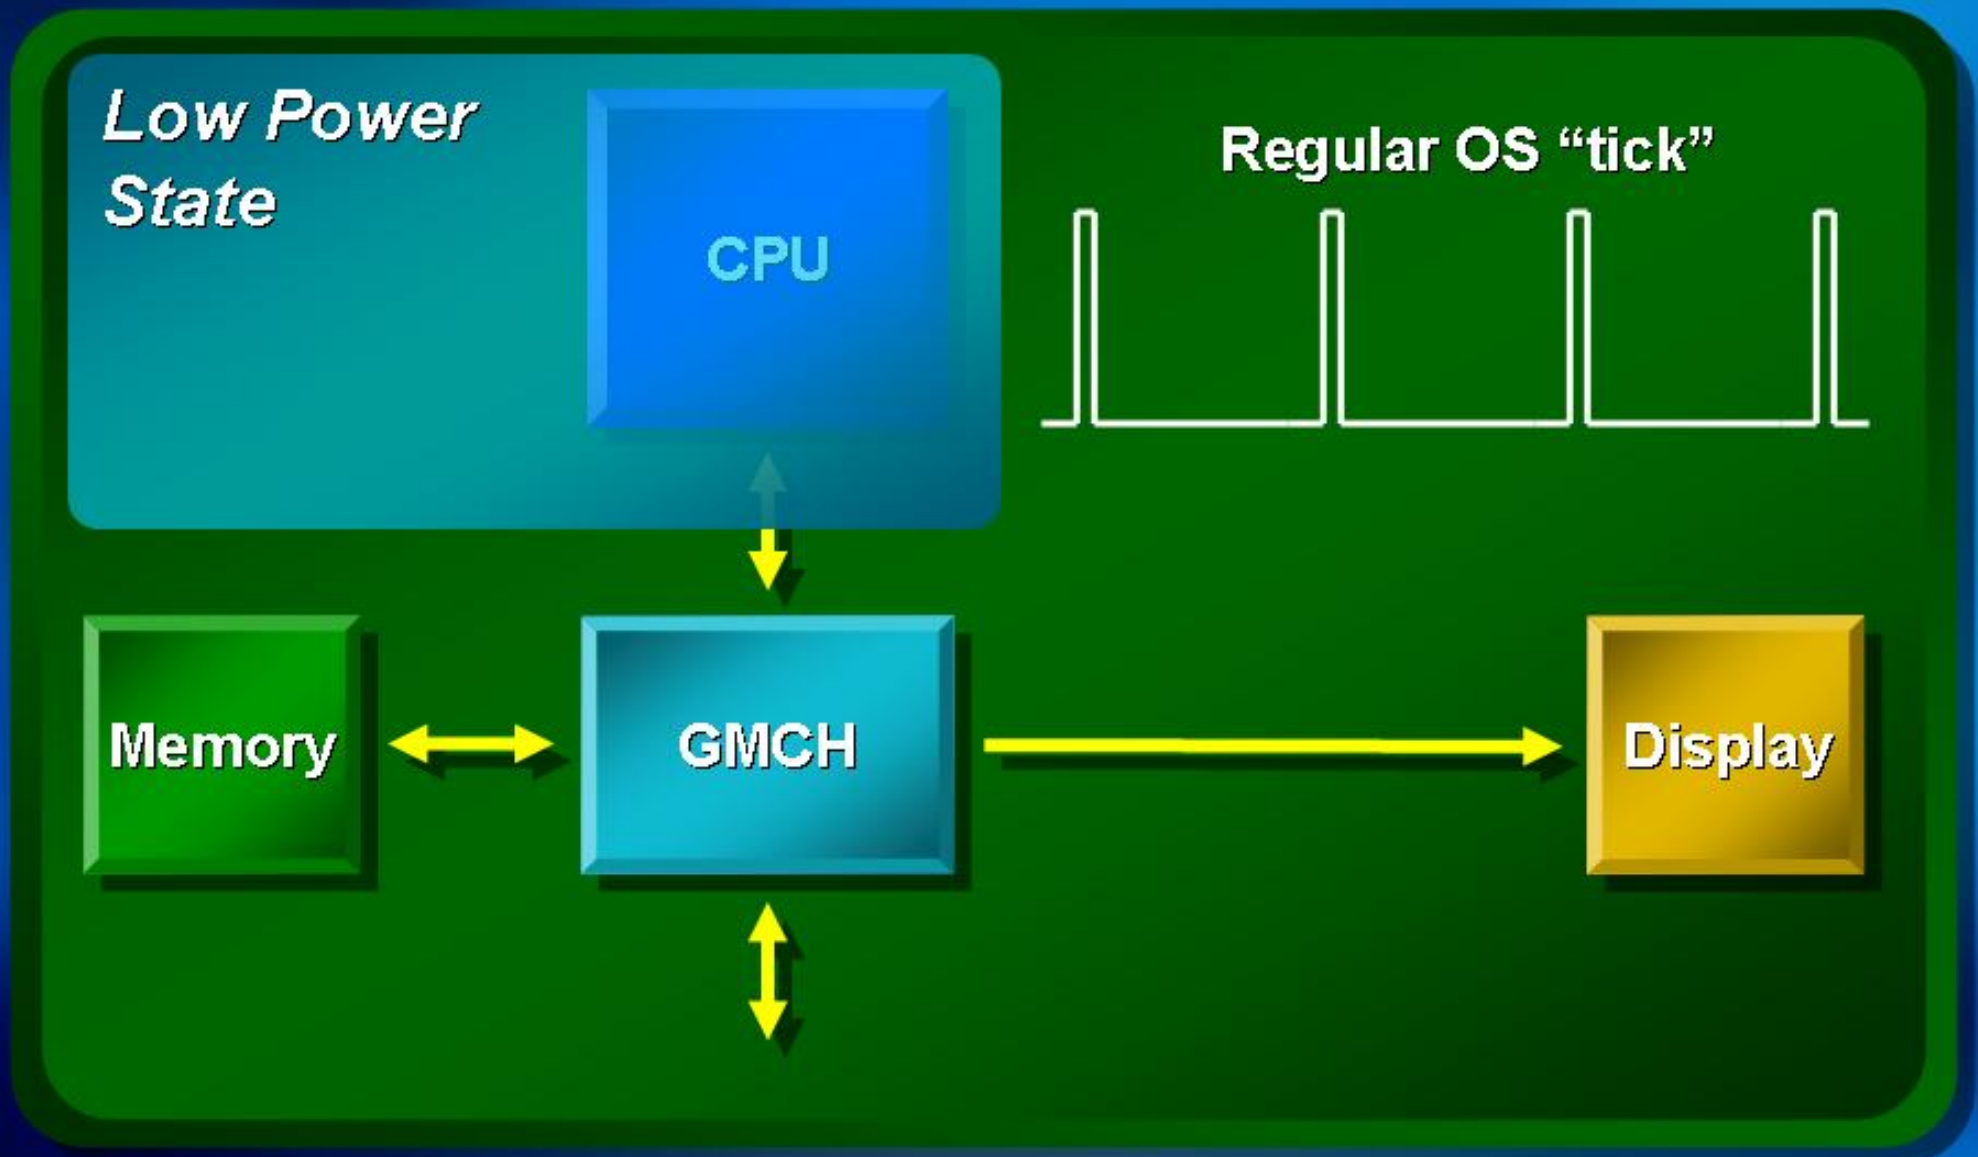 Low Power
State
CPU
Regular OS “tick”
Memory
GMCH
Display